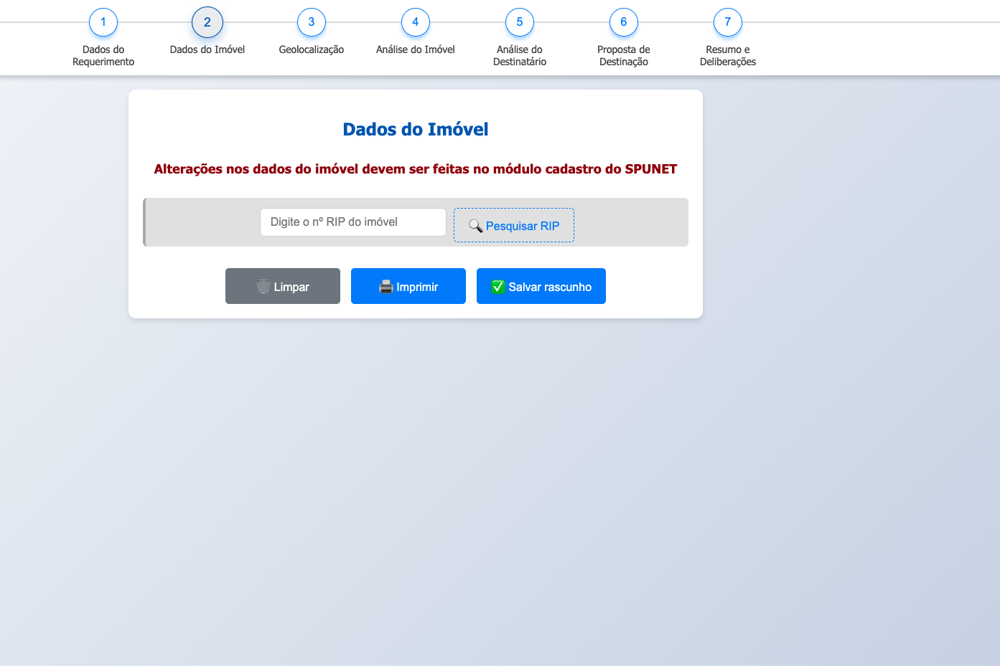 1
2
3
4
5
6
7
Dados do
Requerimento
Dados do Imóvel
Geolocalização
Análise do Imóvel
Análise do
Destinatário
Proposta de
Destinação
Resumo e
Deliberações
Dados do Imóvel
Alterações nos dados do imóvel devem ser feitas no módulo cadastro do SPUNET
Digite o nº RIP do imóvel
Pesquisar RIP
Limpar
Imprimir
Salvar rascunho